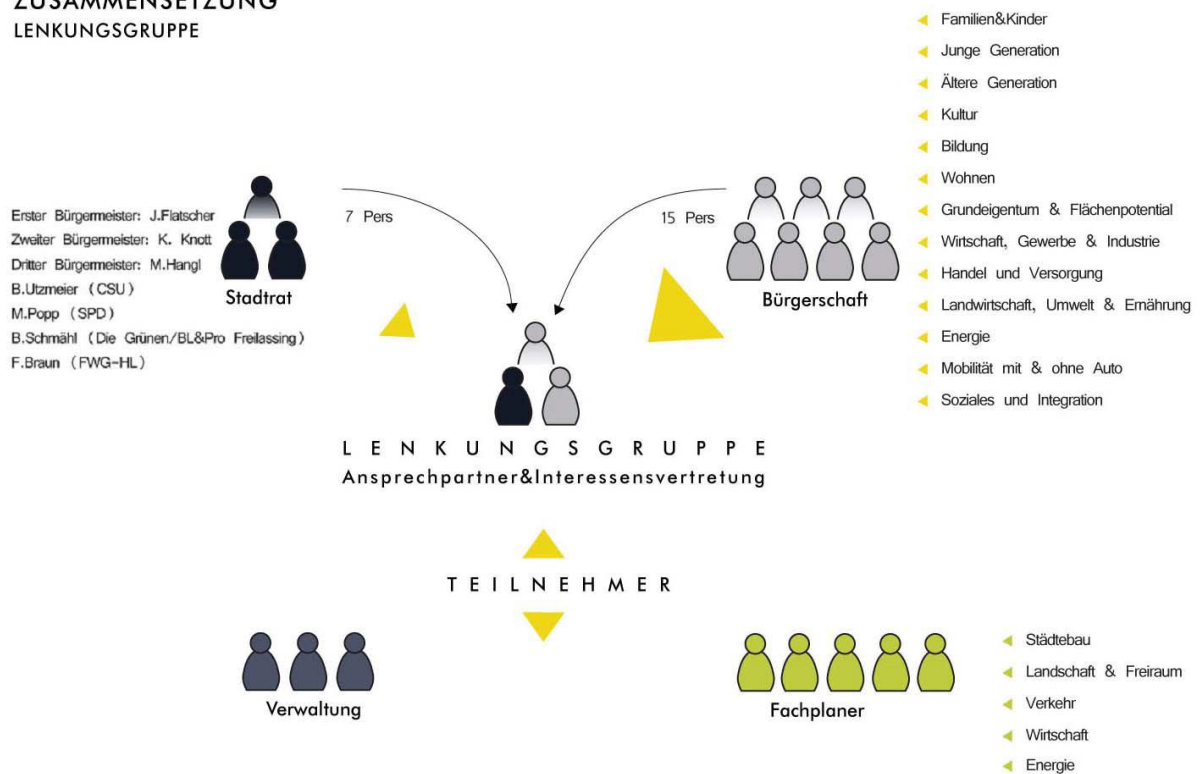 ZUSAMMENSETZUNG
LENKUNGSGRUPPE
Erster Bürgermeister: J.Flatscher
Zweiter Bürgermeister: K. Knott
Dritter Bürgermeister: M.Hangl
B.Utzmeier (CSU)
M.Popp (SPD)
B.Schmähl (Die Grünen/BL&Pro Freilassing)
F.Braun (FWG-HL)
Stadtrat
7 Pers
15 Pers
Bürgerschaft
Familien&Kinder
Junge Generation
Ältere Generation
Kultur
Bildung
Wohnen
Grundeigentum & Flächenpotential
Wirtschaft, Gewerbe & Industrie
Handel und Versorgung
Landwirtschaft, Umwelt & Ernährung
Energie
Mobilität mit & ohne Auto
Soziales und Integration
LENKUNGSGRUPPE
Ansprechpartner&Interessensvertretung
TEILNEHMER
Verwaltung
Fachplaner
Städtebau
Landschaft & Freiraum
Verkehr
Wirtschaft
Energie